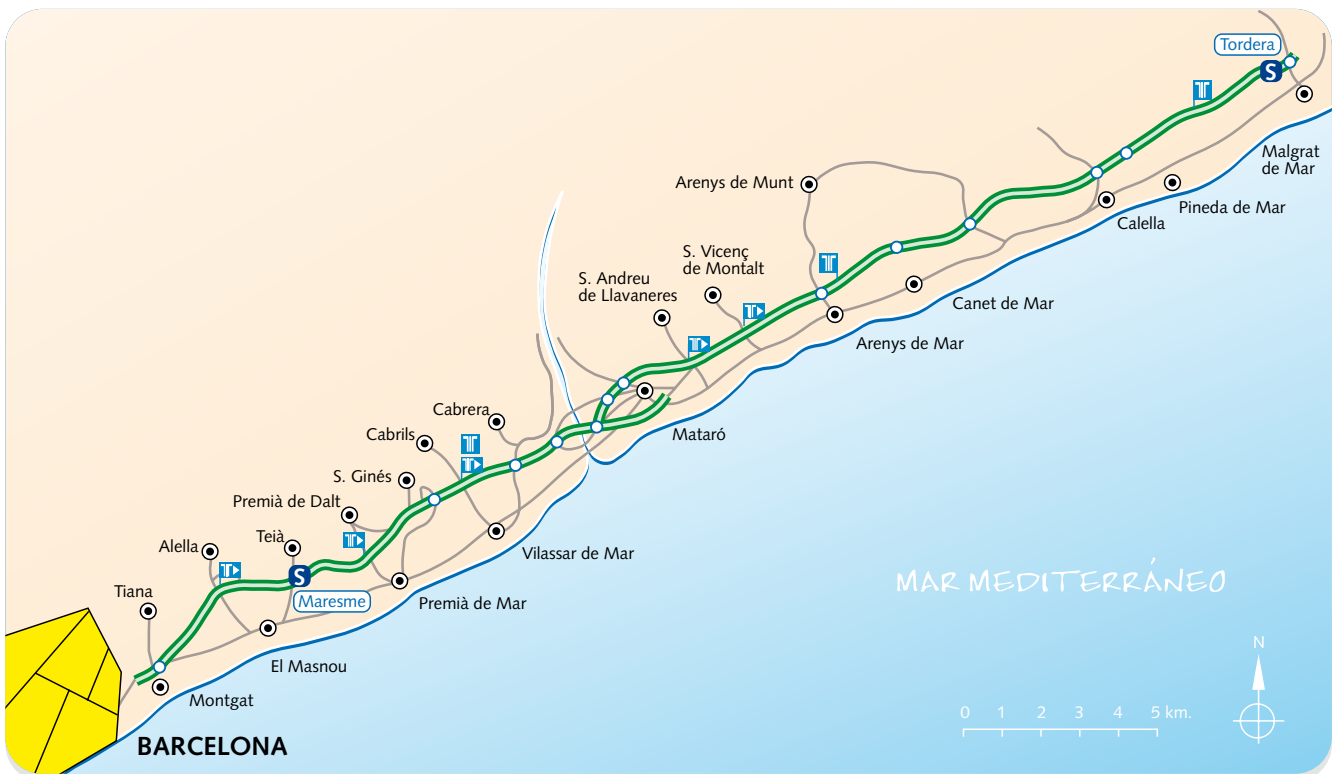 Tordera
S
Malgrat
de Mar
Arenys de Munt
Pineda de Mar
Calella
S. Vicenç
de Montalt
S. Andreu
de Llavaneres
Canet de Mar
Arenys de Mar
Cabrera
Cabrils
Mataró
S. Ginés
Premià de Dalt
Teià
Alella
Vilassar de Mar
S
Tiana
Maresme
Premià de Mar
MAR MEDITERRÁNEO
El Masnou
Montgat
BARCELONA
N
0 1 2 3 4 5 km.